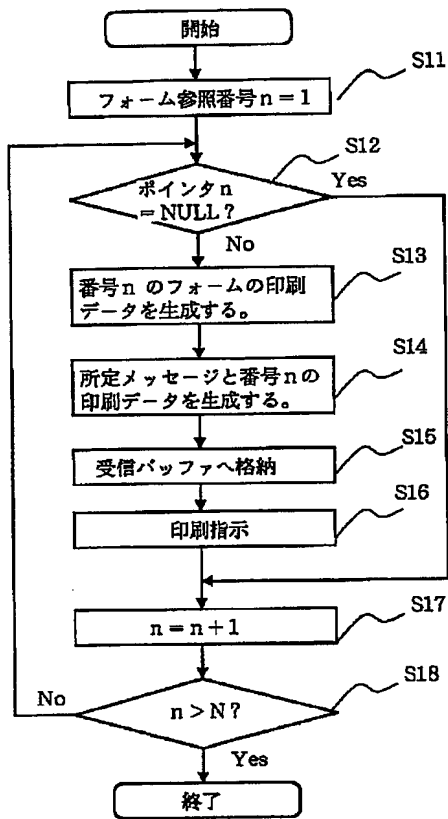 開始
フォーム参照番号n=1
S11
S12
ポインタn
=NULL?
Yes
No
S13
番号nのフォームの印刷
データを生成する。
S14
所定メッセージと番号nの
印刷データを生成する。
S15
受信バッファへ格納
S16
印刷指示
S17
n=n+1
S18
No
n>N?
Yes
終了